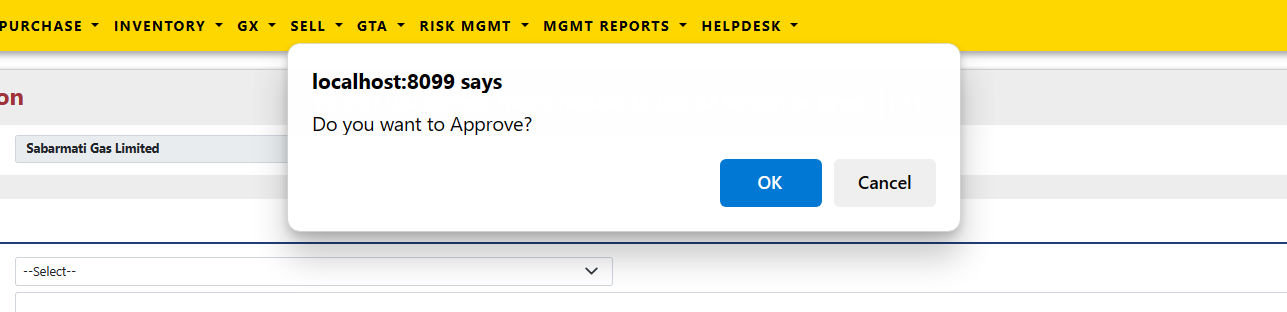 PURCHASE INVENTORY GX SELL GTA RISK MGMT MGMT REPORTS HELPDESK
localhost:8099 says
on
Do you want to Approve?
Sabarmati Gas Limited
OK Cancel
--Select--